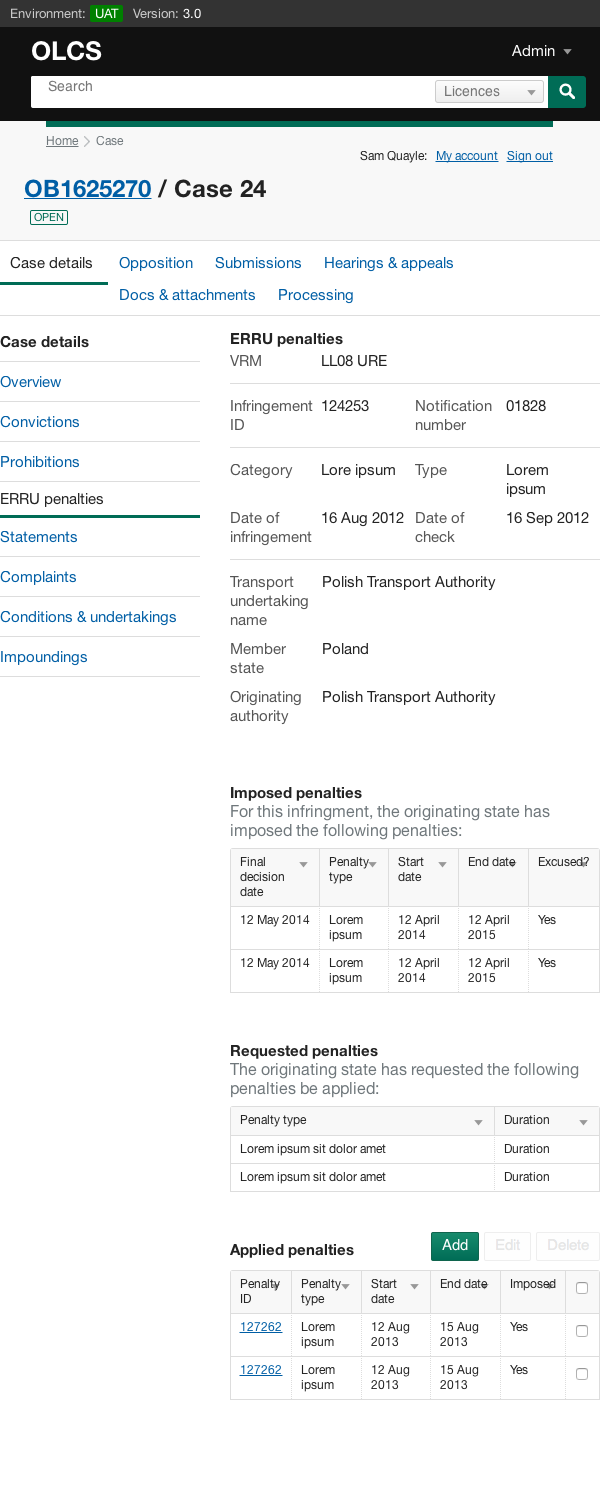 Environment: UAT Version: 3.0
OLCS
Admin
Search
Licences
Home Case
Sam Quayle: My account Sign out
OB1625270 / Case 24
OPEN
Case details Opposition Submissions Hearings & appeals
Docs & attachments Processing
Case details
Overview
Convictions
Prohibitions
ERRU penalties
Statements
Complaints
Conditions & undertakings
Impoundings
ERRU penalties
VRM LL08 URE
Infringement 124253 Notification 01828
ID number
Category Lore ipsum Type Lorem
ipsum
Date of 16 Aug 2012 Date of 16 Sep 2012
infringement check
Transport Polish Transport Authority
undertaking
name
Member Poland
state
Originating Polish Transport Authority
authority
Imposed penalties
For this infringment, the originating state has
imposed the following penalties:
Final Penalty Start End date Excused?
decision type date
date
12 May 2014 Lorem 12 April 12 April Yes
ipsum 2014 2015
12 May 2014 Lorem 12 April 12 April Yes
ipsum 2014 2015
Requested penalties
The originating state has requested the following
penalties be applied:
Penalty type Duration
Lorem ipsum sit dolor amet Duration
Lorem ipsum sit dolor amet Duration
Applied penalties Add Edit Delete
Penalty Penalty Start End date Imposed
ID type date
127262 Lorem 12 Aug 15 Aug Yes
ipsum 2013 2013
127262 Lorem 12 Aug 15 Aug Yes
ipsum 2013 2013